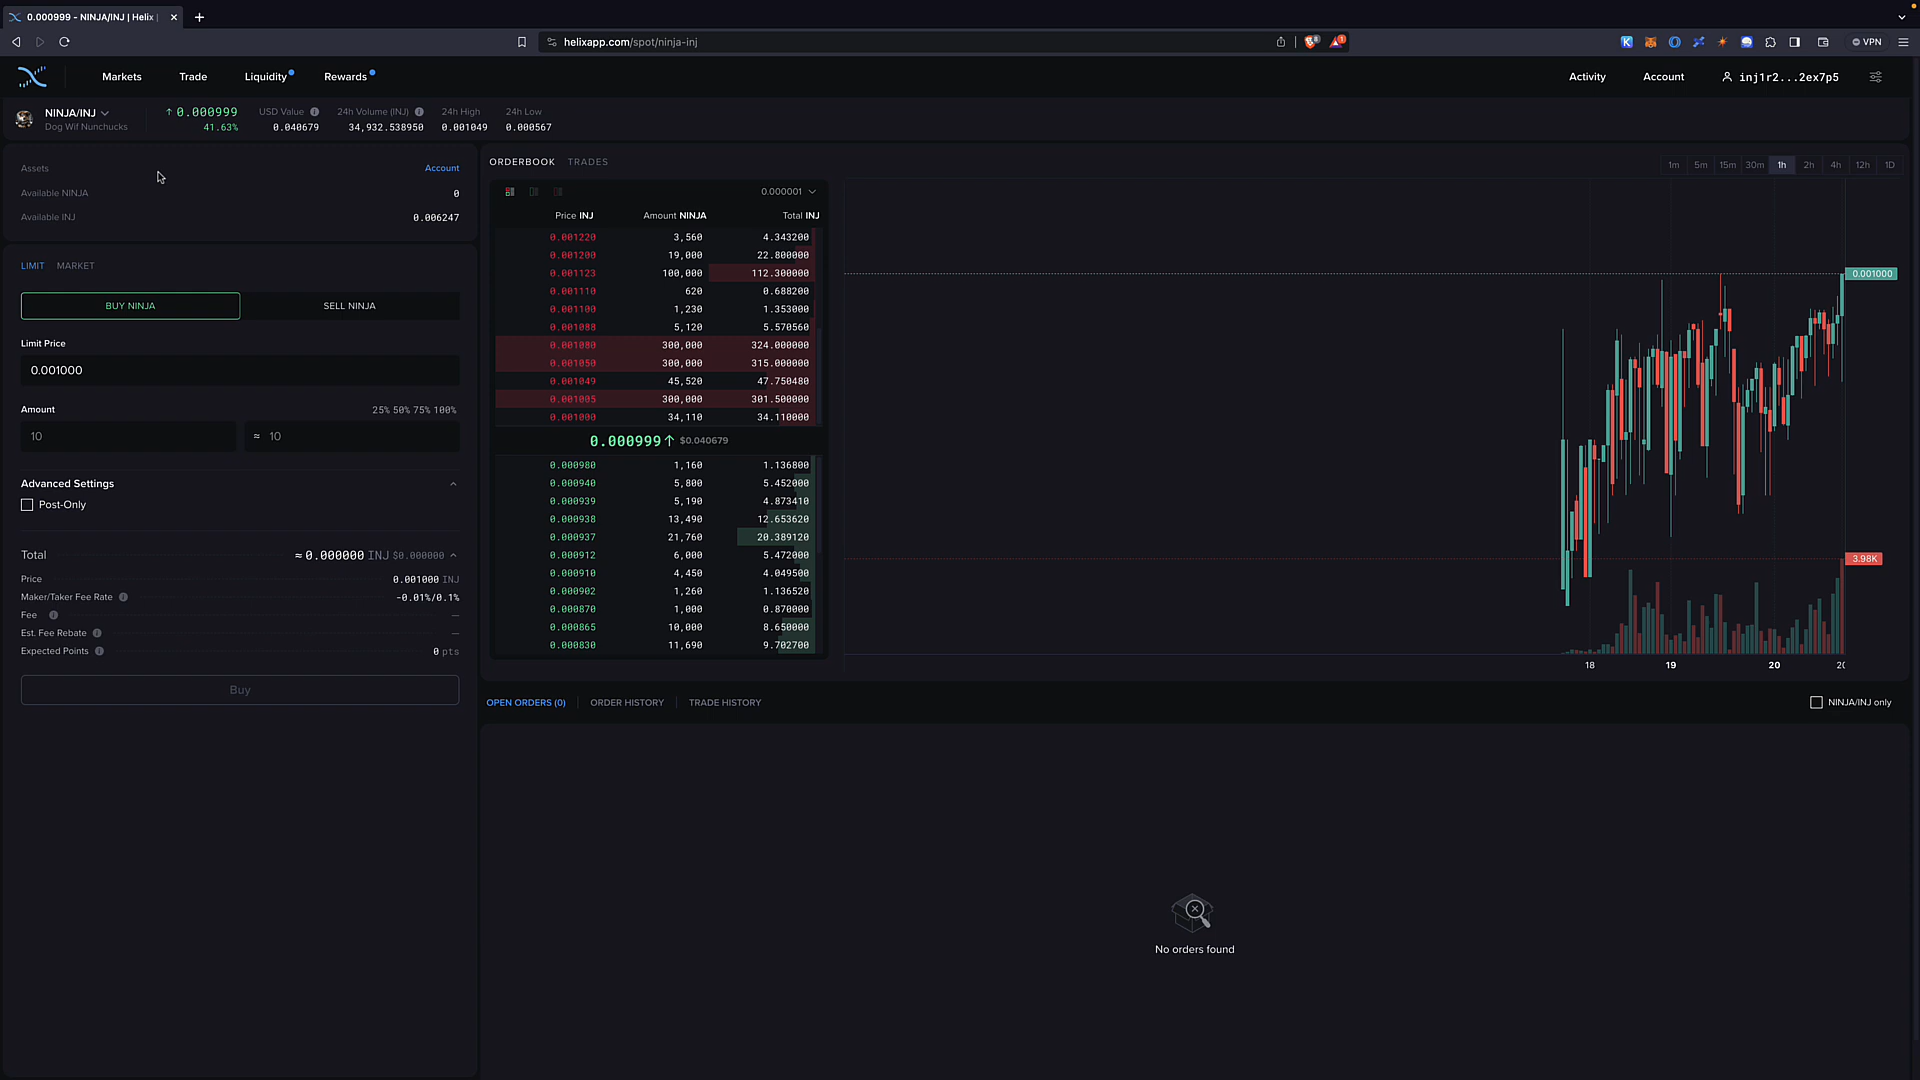 0.000999 - NINJA/INJ | Helix |
helixapp.com/spot/ninja-inj
VPN
Markets
Trade
Liquidity
Rewards
Activity
Account
inj1r2...2ex7p5
NINJA/INJ
Dog Wif Nunchucks
↑ 0.000999
41.63%
USD Value
0.040679
24h Volume (INJ)
34,932.538950
24h High
0.001049
24h Low
0.000567
Assets
Account
Available NINJA
0
Available INJ
0.006247
LIMIT
MARKET
BUY NINJA
SELL NINJA
Limit Price
0.001000
Amount
25% 50% 75% 100%
10
≈ 10
Advanced Settings
Post-Only
Total
≈ 0.000000 INJ $0.000000
Price
0.001000 INJ
Maker/Taker Fee Rate
-0.01%/0.1%
Fee
—
Est. Fee Rebate
—
Expected Points
0 pts
Buy
ORDERBOOK
TRADES
0.000001
Price INJ
Amount NINJA
Total INJ
0.001220 3,560 4.343200
0.001200 19,000 22.800000
0.001123 100,000 112.300000
0.001110 620 0.688200
0.001100 1,230 1.353000
0.001088 5,120 5.570560
0.001080 300,000 324.000000
0.001050 300,000 315.000000
0.001049 45,520 47.750480
0.001005 300,000 301.500000
0.001000 34,110 34.110000
0.000999 ↑ $0.040679
0.000980 1,160 1.136800
0.000940 5,800 5.452000
0.000939 5,190 4.873410
0.000938 13,490 12.653620
0.000937 21,760 20.389120
0.000912 6,000 5.472000
0.000910 4,450 4.049500
0.000902 1,260 1.136520
0.000870 1,000 0.870000
0.000865 10,000 8.650000
0.000830 11,690 9.702700
1m 5m 15m 30m 1h 2h 4h 12h 1D
0.001000
3.98K
18 19 20
OPEN ORDERS (0)
ORDER HISTORY
TRADE HISTORY
NINJA/INJ only
No orders found